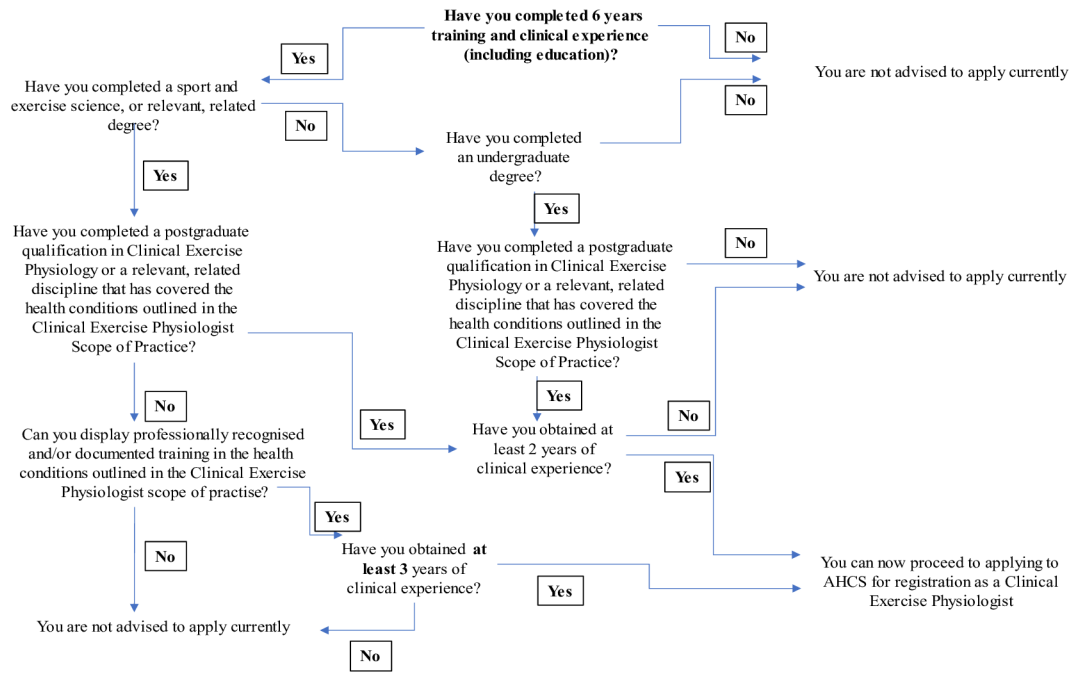 Have you completed 6 years
training and clinical experience
(including education)?
No
Yes
You are not advised to apply currently
Have you completed a sport and
exercise science, or relevant, related
degree?
No
No
Have you completed
an undergraduate
degree?
Yes
Yes
Have you completed a postgraduate
qualification in Clinical Exercise
Physiology or a relevant, related
discipline that has covered the
health conditions outlined in the
Clinical Exercise Physiologist
Scope of Practice?
Have you completed a postgraduate
qualification in Clinical Exercise
Physiology or a relevant, related
discipline that has covered the
health conditions outlined in the
Clinical Exercise Physiologist
Scope of Practice?
No
You are not advised to apply currently
No
Yes
Yes
No
Can you display professionally recognised
and/or documented training in the health
conditions outlined in the Clinical Exercise
Physiologist scope of practise?
Have you obtained at
least 2 years of
clinical experience?
Yes
Yes
No
Have you obtained at
least 3 years of
clinical experience?
Yes
You can now proceed to applying to
AHCS for registration as a Clinical
Exercise Physiologist
You are not advised to apply currently
No